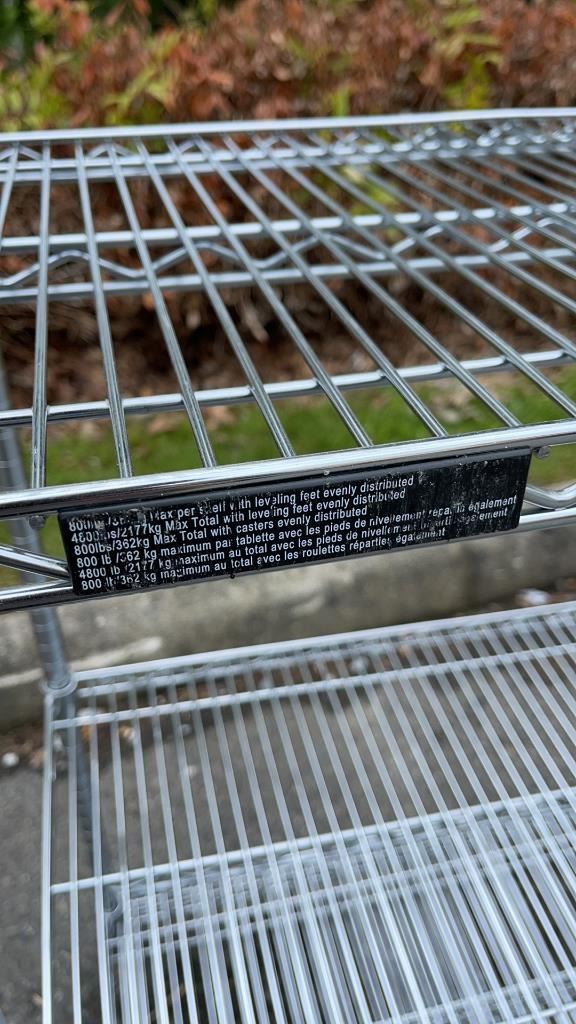 Max per shelf with leveling feet evenly distributed
4800lbs/2177kg Max Total with leveling feet evenly distributed
800lbs/362kg Max Total with casters evenly distributed
800 lb /362 kg maximum par tablette avec les pieds de nivellement également
4800 lb /2177 kg maximum au total avec les pieds de nivellement également
800 lb/362 kg maximum au total avec les roulettes réparties également